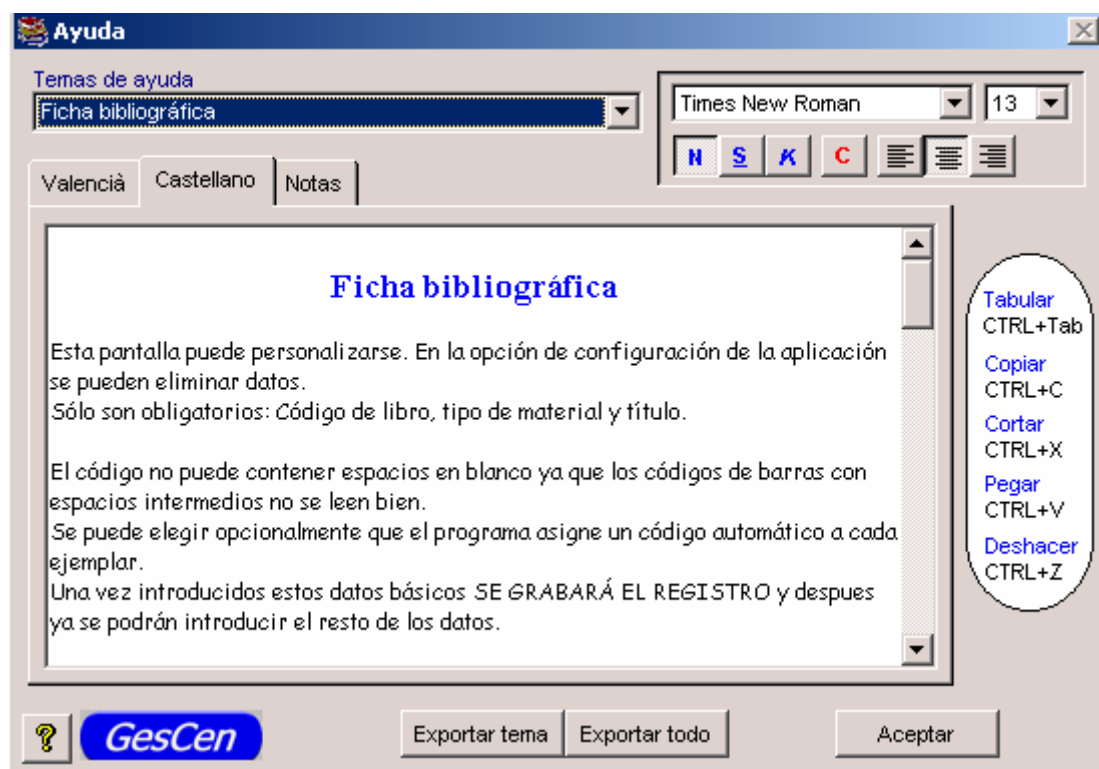 Ayuda
Temas de ayuda
Ficha bibliográfica
Times New Roman
13
N S K C
Valencià
Castellano
Notas
Ficha bibliográfica
Esta pantalla puede personalizarse. En la opción de configuración de la aplicación
se pueden eliminar datos.
Sólo son obligatorios: Código de libro, tipo de material y título.
El código no puede contener espacios en blanco ya que los códigos de barras con
espacios intermedios no se leen bien.
Se puede elegir opcionalmente que el programa asigne un código automático a cada
ejemplar.
Una vez introducidos estos datos básicos SE GRABARÁ EL REGISTRO y despues
ya se podrán introducir el resto de los datos.
Tabular
CTRL+Tab
Copiar
CTRL+C
Cortar
CTRL+X
Pegar
CTRL+V
Deshacer
CTRL+Z
?
GesCen
Exportar tema
Exportar todo
Aceptar